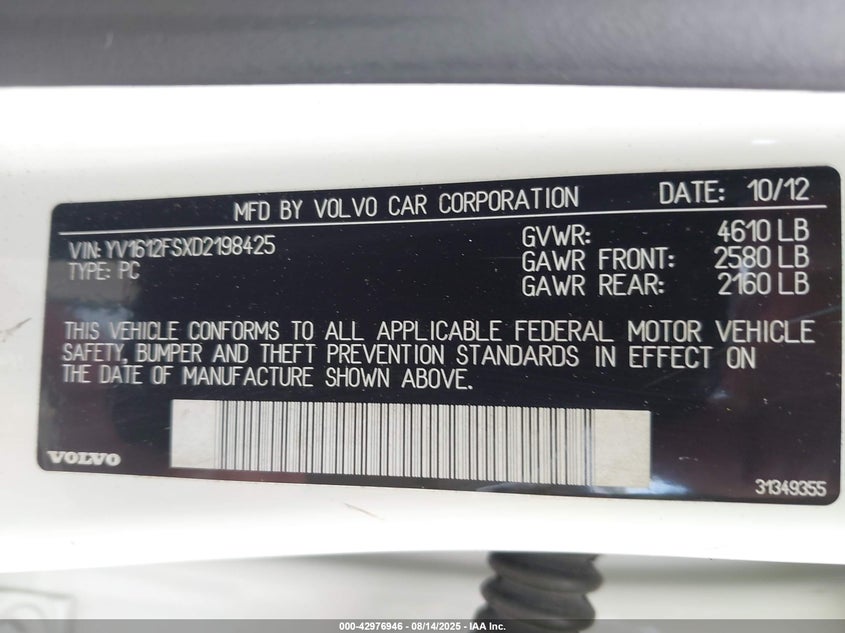 MFD BY VOLVO CAR CORPORATION DATE: 10/12
VIN: YV1612FSXD2198425
TYPE: PC
GVWR: 4610 LB
GAWR FRONT: 2580 LB
GAWR REAR: 2160 LB
THIS VEHICLE CONFORMS TO ALL APPLICABLE FEDERAL MOTOR VEHICLE
SAFETY, BUMPER AND THEFT PREVENTION STANDARDS IN EFFECT ON
THE DATE OF MANUFACTURE SHOWN ABOVE.
VOLVO
31349355
000-42976946 - 08/14/2025 - IAA Inc.